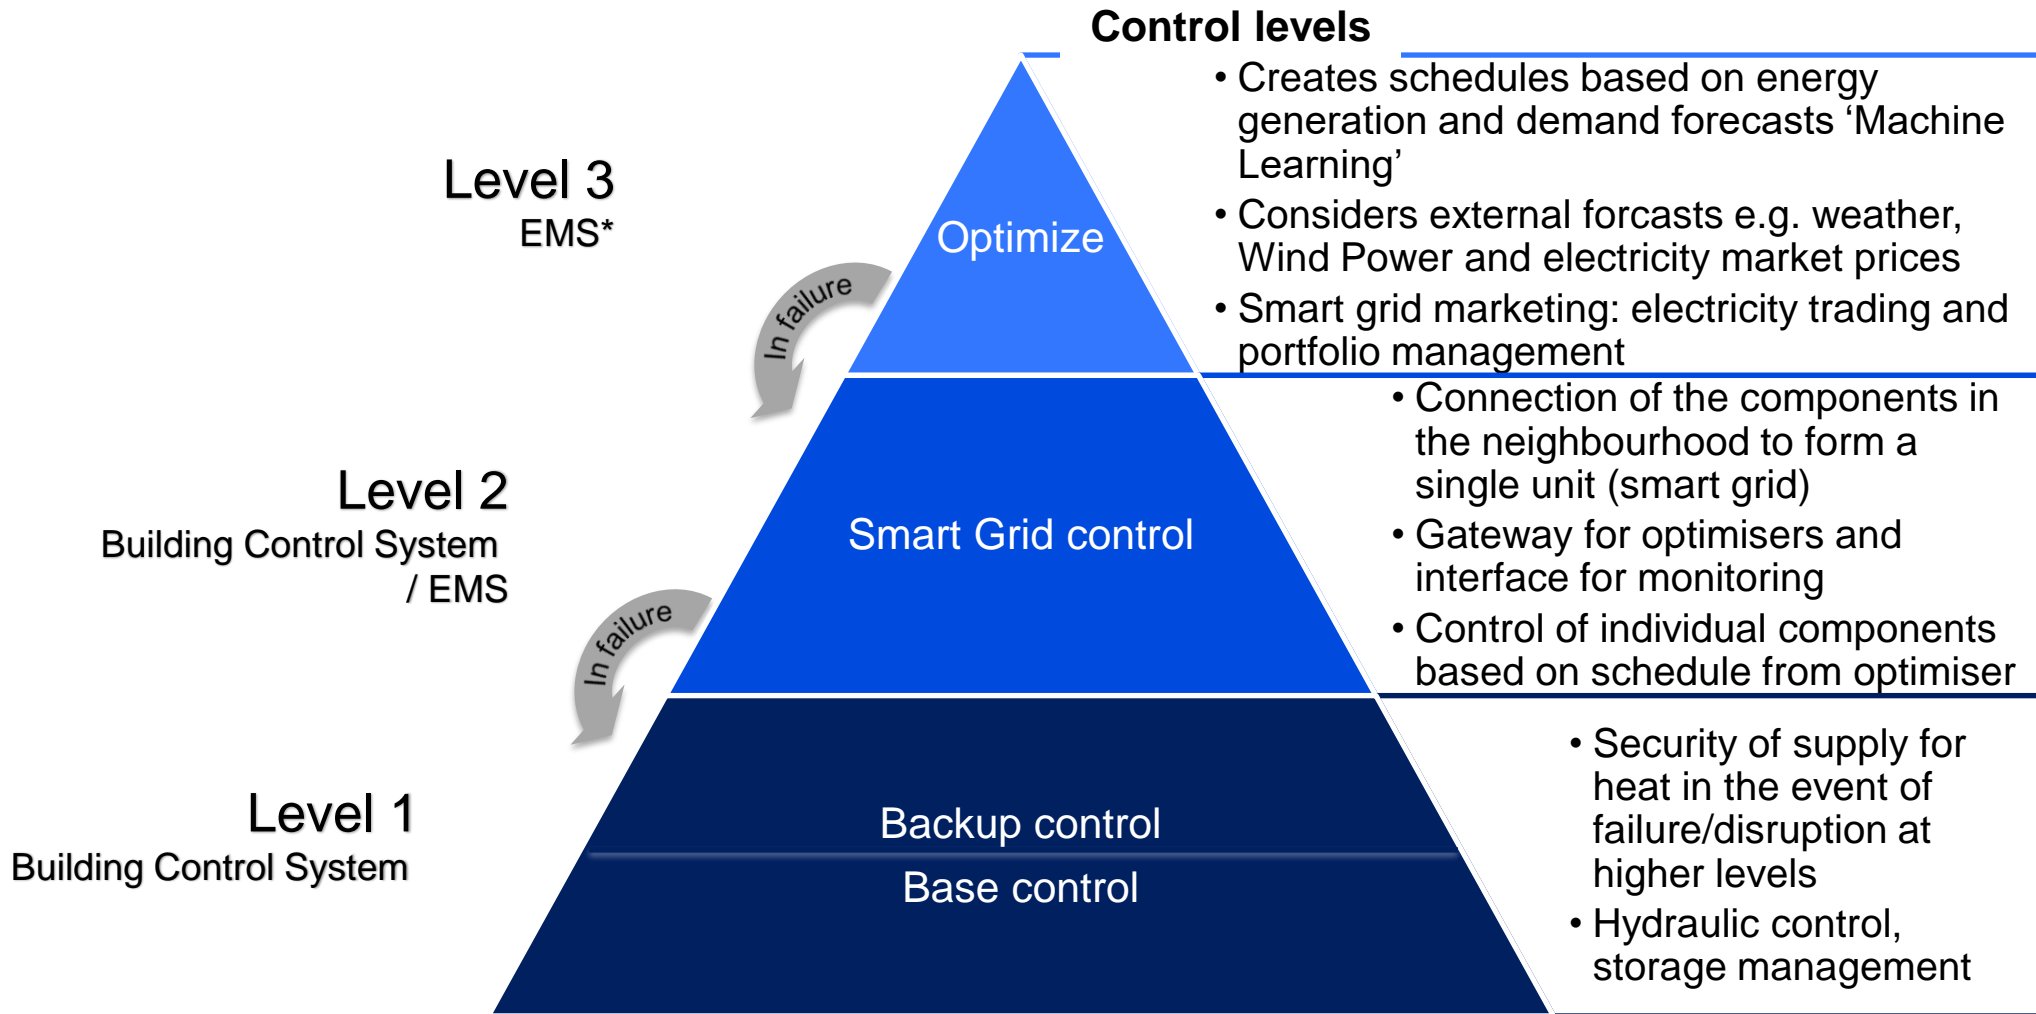 Control levels
Level 3
EMS*
In failure
Optimize
• Creates schedules based on energy
generation and demand forecasts ‘Machine
Learning’
• Considers external forcasts e.g. weather,
Wind Power and electricity market prices
• Smart grid marketing: electricity trading and
portfolio management
Level 2
Building Control System
/ EMS
In failure
Smart Grid control
• Connection of the components in
the neighbourhood to form a
single unit (smart grid)
• Gateway for optimisers and
interface for monitoring
• Control of individual components
based on schedule from optimiser
Level 1
Building Control System
Backup control
Base control
• Security of supply for
heat in the event of
failure/disruption at
higher levels
• Hydraulic control,
storage management